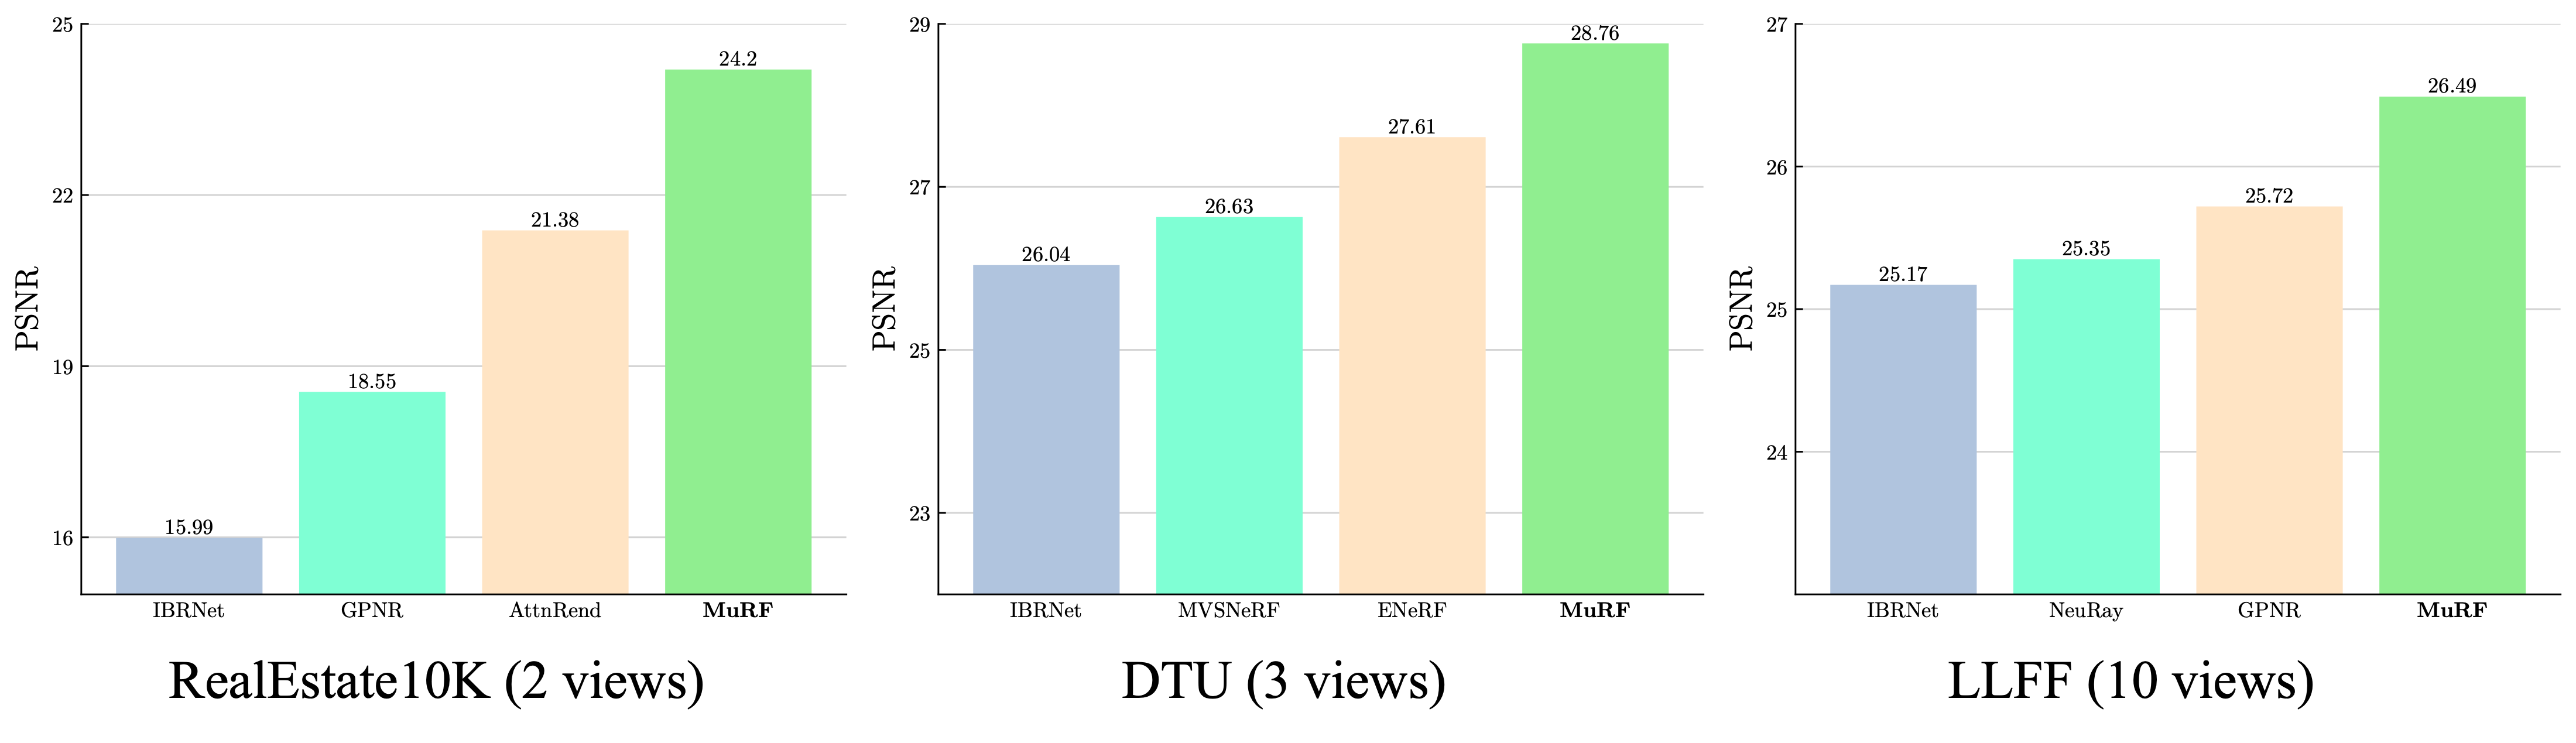 25
22
19
16
PSNR
15.99
18.55
21.38
24.2
IBRNet
GPNR
AttnRend
MuRF
RealEstate10K (2 views)
29
27
25
23
PSNR
26.04
26.63
27.61
28.76
IBRNet
MVSNeRF
ENeRF
MuRF
DTU (3 views)
27
26
25
24
PSNR
25.17
25.35
25.72
26.49
IBRNet
NeuRay
GPNR
MuRF
LLFF (10 views)